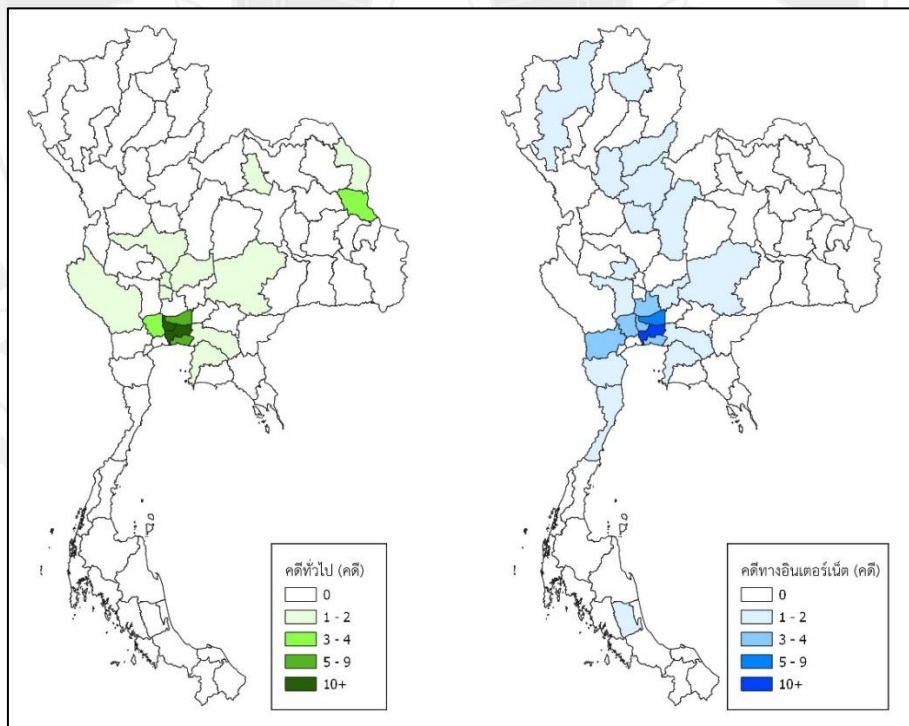 คดีทั่วไป (คดี)
0
1 - 2
3 - 4
5 - 9
10+
คดีทางอินเตอร์เน็ต (คดี)
0
1 - 2
3 - 4
5 - 9
10+